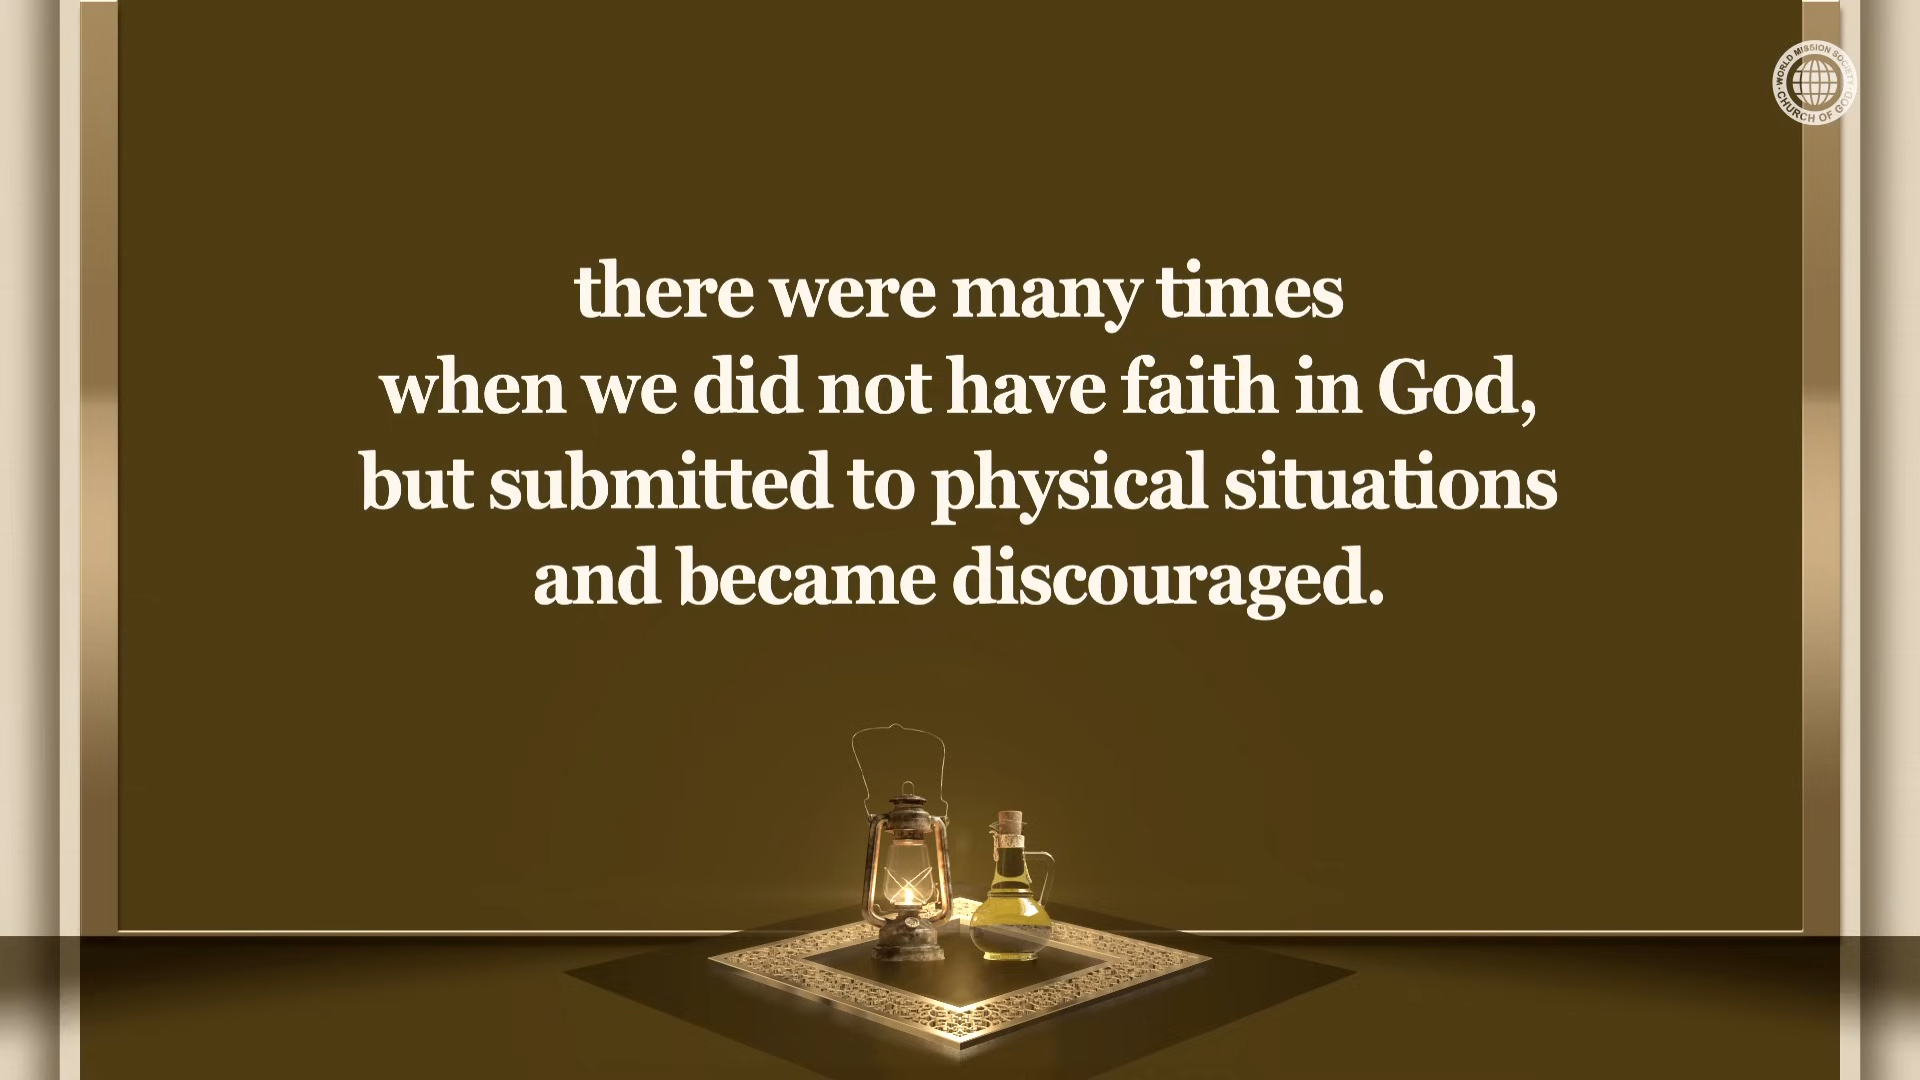 WORLD MISSION SOCIETY
CHURCH OF GOD
there were many times
when we did not have faith in God,
but submitted to physical situations
and became discouraged.